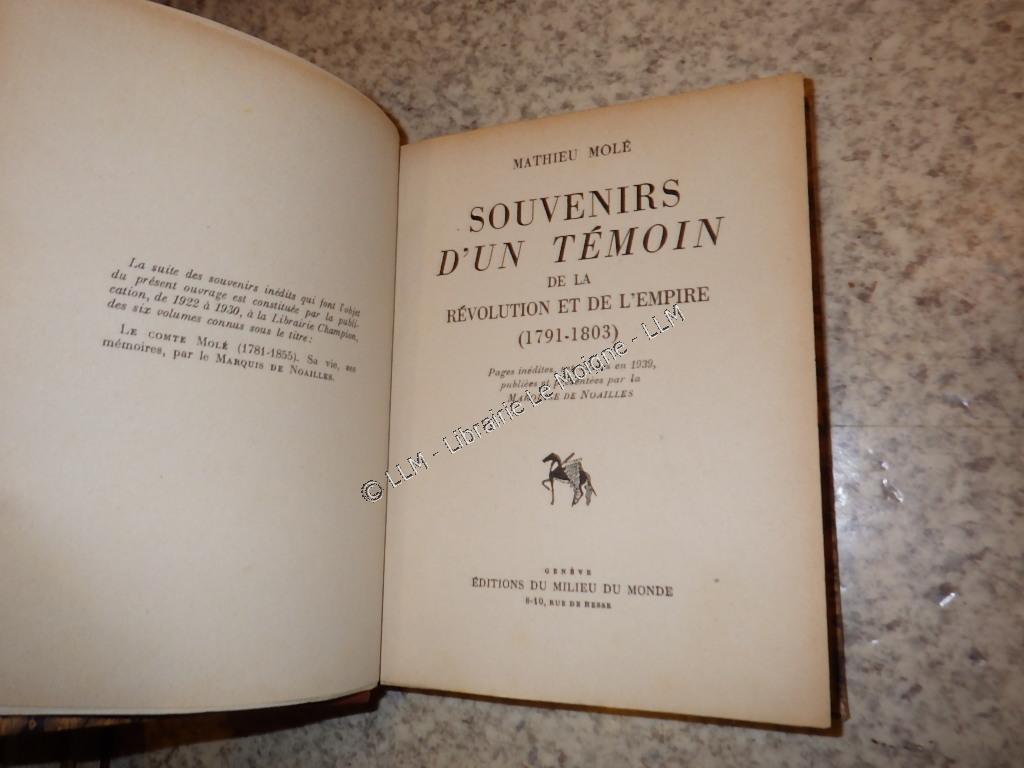 La suite des souvenirs inédits qui font l'objet
du présent ouvrage est constituée par la publi-
cation, de 1922 à 1930, à la Librairie Champion,
des six volumes connus sous le titre:
LE COMTE MOLÉ (1781-1855). Sa vie, ses
mémoires, par le MARQUIS DE NOAILLES.
MATHIEU MOLÉ
SOUVENIRS
D'UN TÉMOIN
DE LA
RÉVOLUTION ET DE L'EMPIRE
(1791-1803)
Pages inédites, en 1939,
publiées et présentées par la
MARQUISE DE NOAILLES
© LLM - Librairie Le Moigne - LLM
GENÈVE
ÉDITIONS DU MILIEU DU MONDE
8-10, RUE DE HESSE